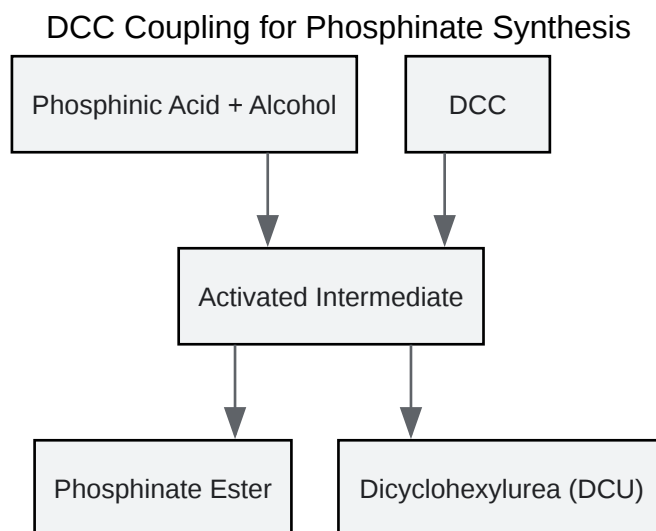 DCC Coupling for Phosphinate Synthesis
Phosphinic Acid + Alcohol
DCC
Activated Intermediate
Phosphinate Ester
Dicyclohexylurea (DCU)